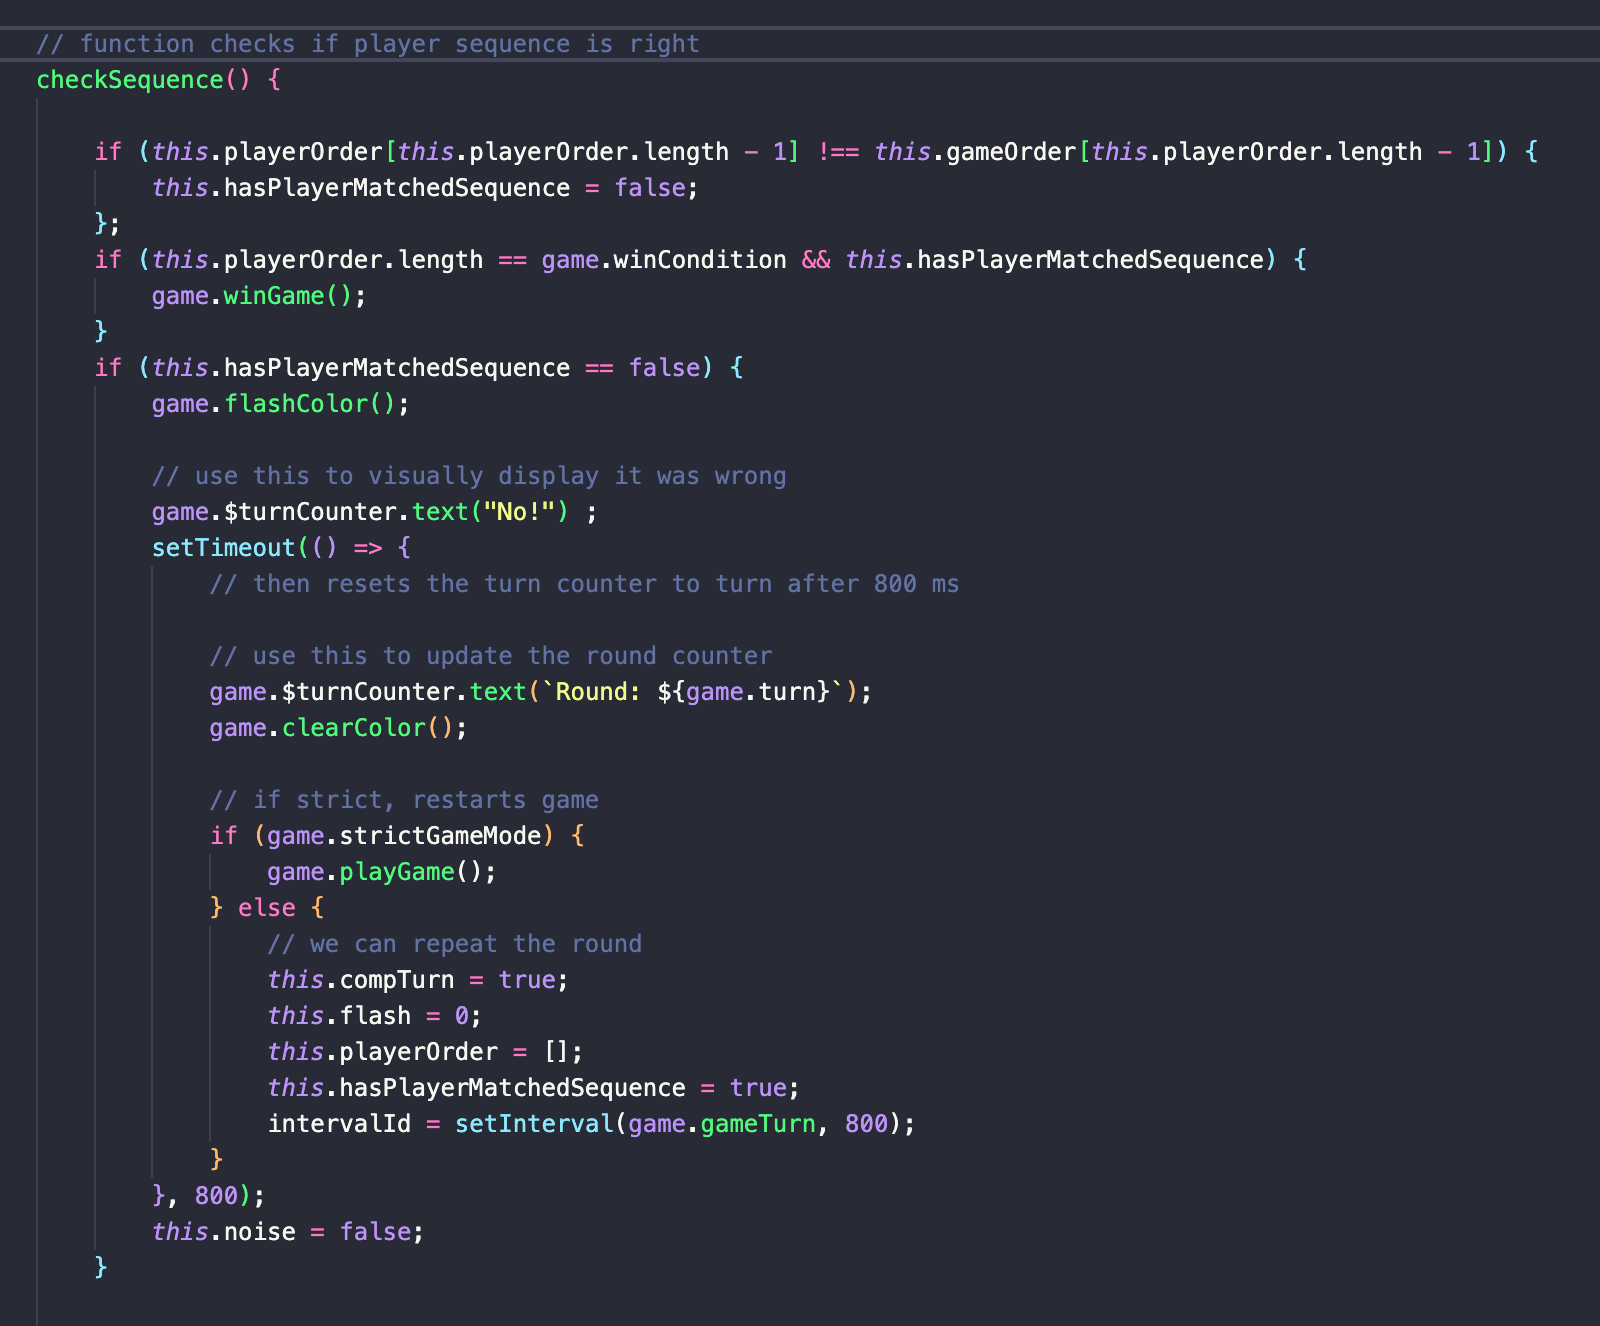 // function checks if player sequence is right
checkSequence() {
if (this.playerOrder[this.playerOrder.length - 1] !== this.gameOrder[this.playerOrder.length - 1]) {
this.hasPlayerMatchedSequence = false;
};
if (this.playerOrder.length == game.winCondition && this.hasPlayerMatchedSequence) {
game.winGame();
}
if (this.hasPlayerMatchedSequence == false) {
game.flashColor();
// use this to visually display it was wrong
game.$turnCounter.text("No!") ;
setTimeout(() => {
// then resets the turn counter to turn after 800 ms
// use this to update the round counter
game.$turnCounter.text(`Round: ${game.turn}`);
game.clearColor();
// if strict, restarts game
if (game.strictGameMode) {
game.playGame();
} else {
// we can repeat the round
this.compTurn = true;
this.flash = 0;
this.playerOrder = [];
this.hasPlayerMatchedSequence = true;
intervalId = setInterval(game.gameTurn, 800);
}
}, 800);
this.noise = false;
}